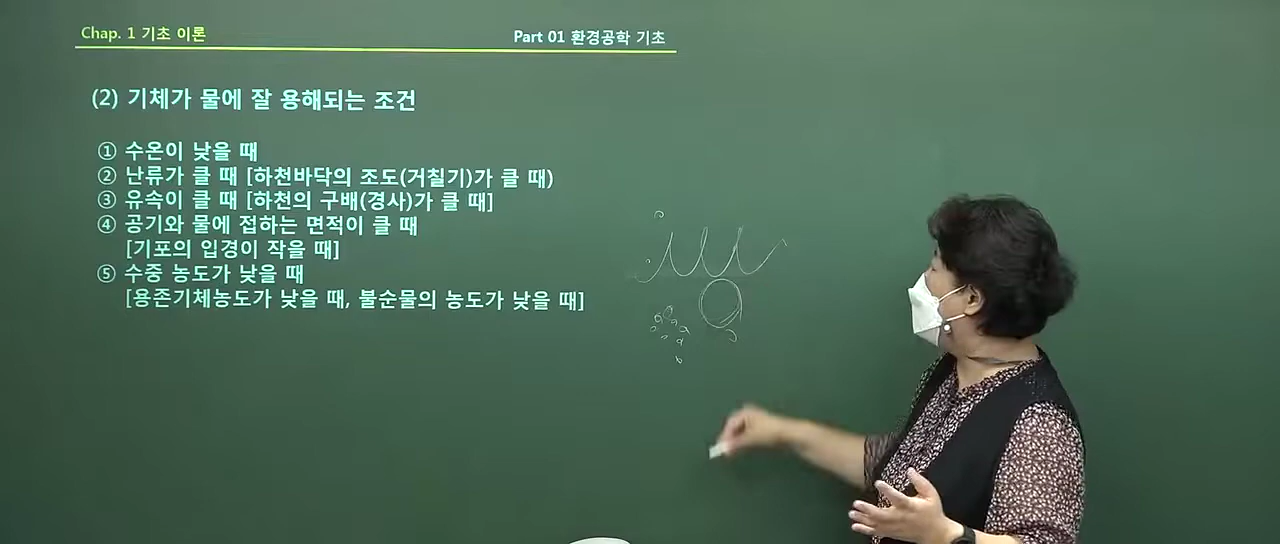 Chap. 1 기초 이론
Part 01 환경공학 기초
(2) 기체가 물에 잘 용해되는 조건
① 수온이 낮을 때
② 난류가 클 때 [하천바닥의 조도(거칠기)가 클 때)
③ 유속이 클 때 [하천의 구배(경사)가 클 때]
④ 공기와 물에 접하는 면적이 클 때
[기포의 입경이 작을 때]
⑤ 수중 농도가 낮을 때
[용존기체농도가 낮을 때, 불순물의 농도가 낮을 때]